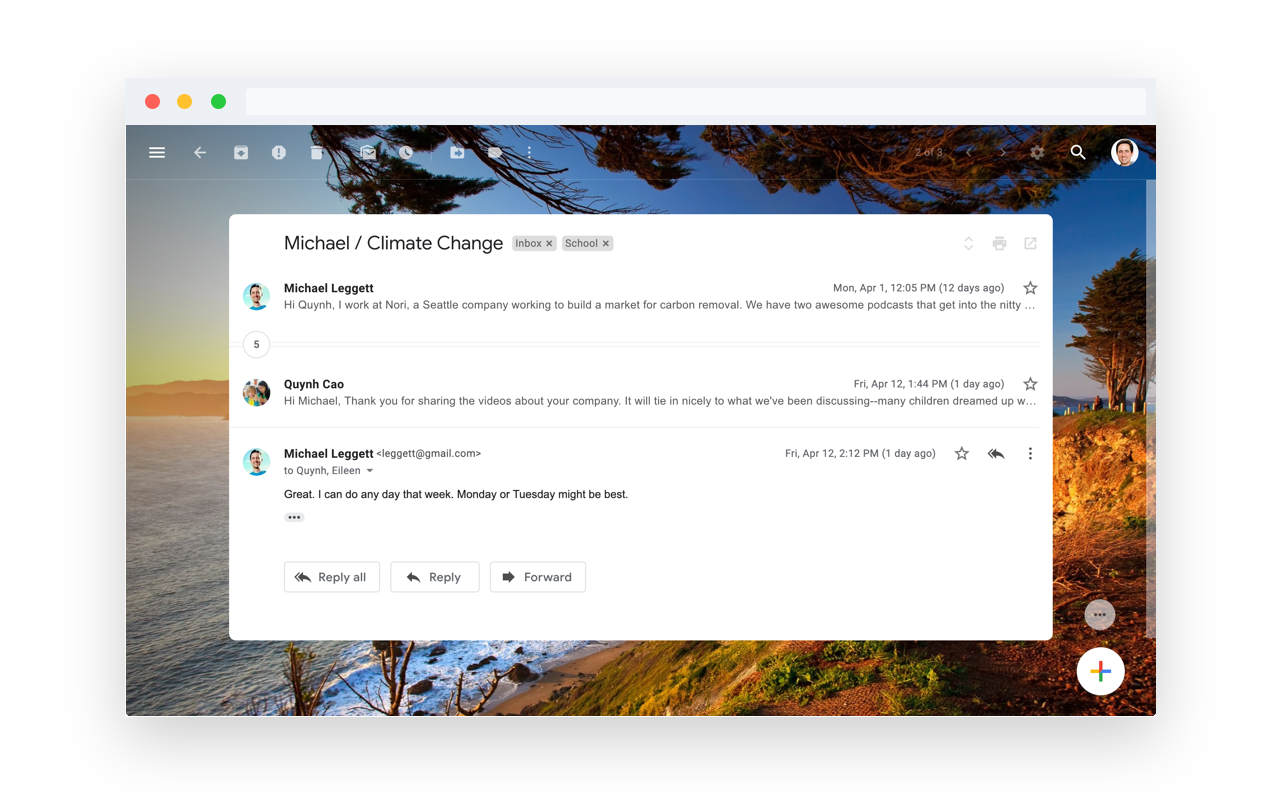 2 of 3
Michael / Climate Change Inbox × School ×
Michael Leggett Mon, Apr 1, 12:05 PM (12 days ago)
Hi Quynh, I work at Nori, a Seattle company working to build a market for carbon removal. We have two awesome podcasts that get into the nitty ...
5
Quynh Cao Fri, Apr 12, 1:44 PM (1 day ago)
Hi Michael, Thank you for sharing the videos about your company. It will tie in nicely to what we've been discussing--many children dreamed up w...
Michael Leggett <leggett@gmail.com> Fri, Apr 12, 2:12 PM (1 day ago)
to Quynh, Eileen
Great. I can do any day that week. Monday or Tuesday might be best.
Reply all Reply Forward